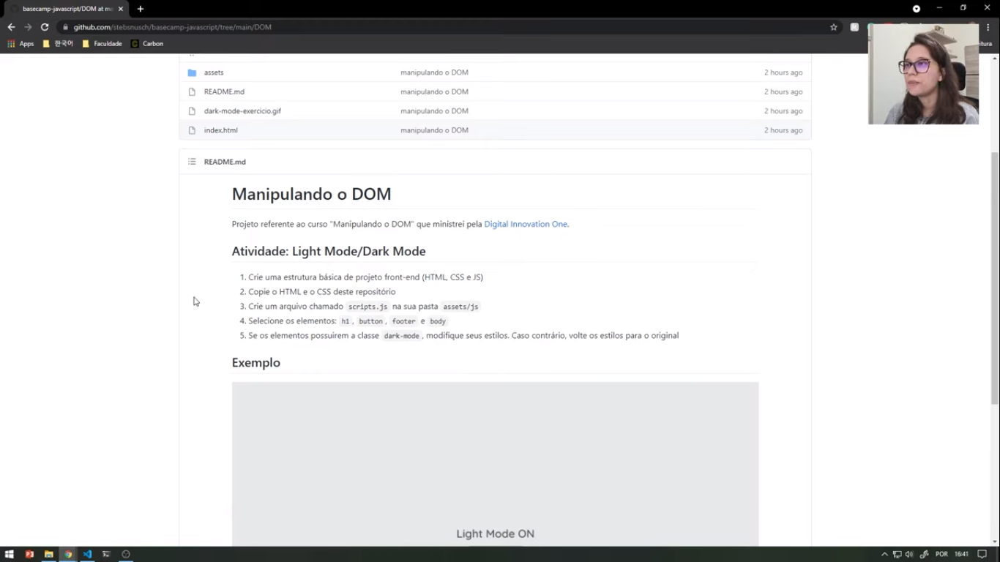 basecamp-javascript/DOM at ma
github.com/stebsnusch/basecamp-javascript/tree/main/DOM
Apps 한국어 Faculdade Carbon
itura
..
assets manipulando o DOM 2 hours ago
README.md manipulando o DOM 2 hours ago
dark-mode-exercicio.gif manipulando o DOM 2 hours ago
index.html manipulando o DOM 2 hours ago
README.md
Manipulando o DOM
Projeto referente ao curso "Manipulando o DOM" que ministrei pela Digital Innovation One.
Atividade: Light Mode/Dark Mode
1. Crie uma estrutura básica de projeto front-end (HTML, CSS e JS)
2. Copie o HTML e o CSS deste repositório
3. Crie um arquivo chamado scripts.js na sua pasta assets/js
4. Selecione os elementos: h1, button, footer e body
5. Se os elementos possuirem a classe dark-mode, modifique seus estilos. Caso contrário, volte os estilos para o original
Exemplo
Light Mode ON
POR 16:41